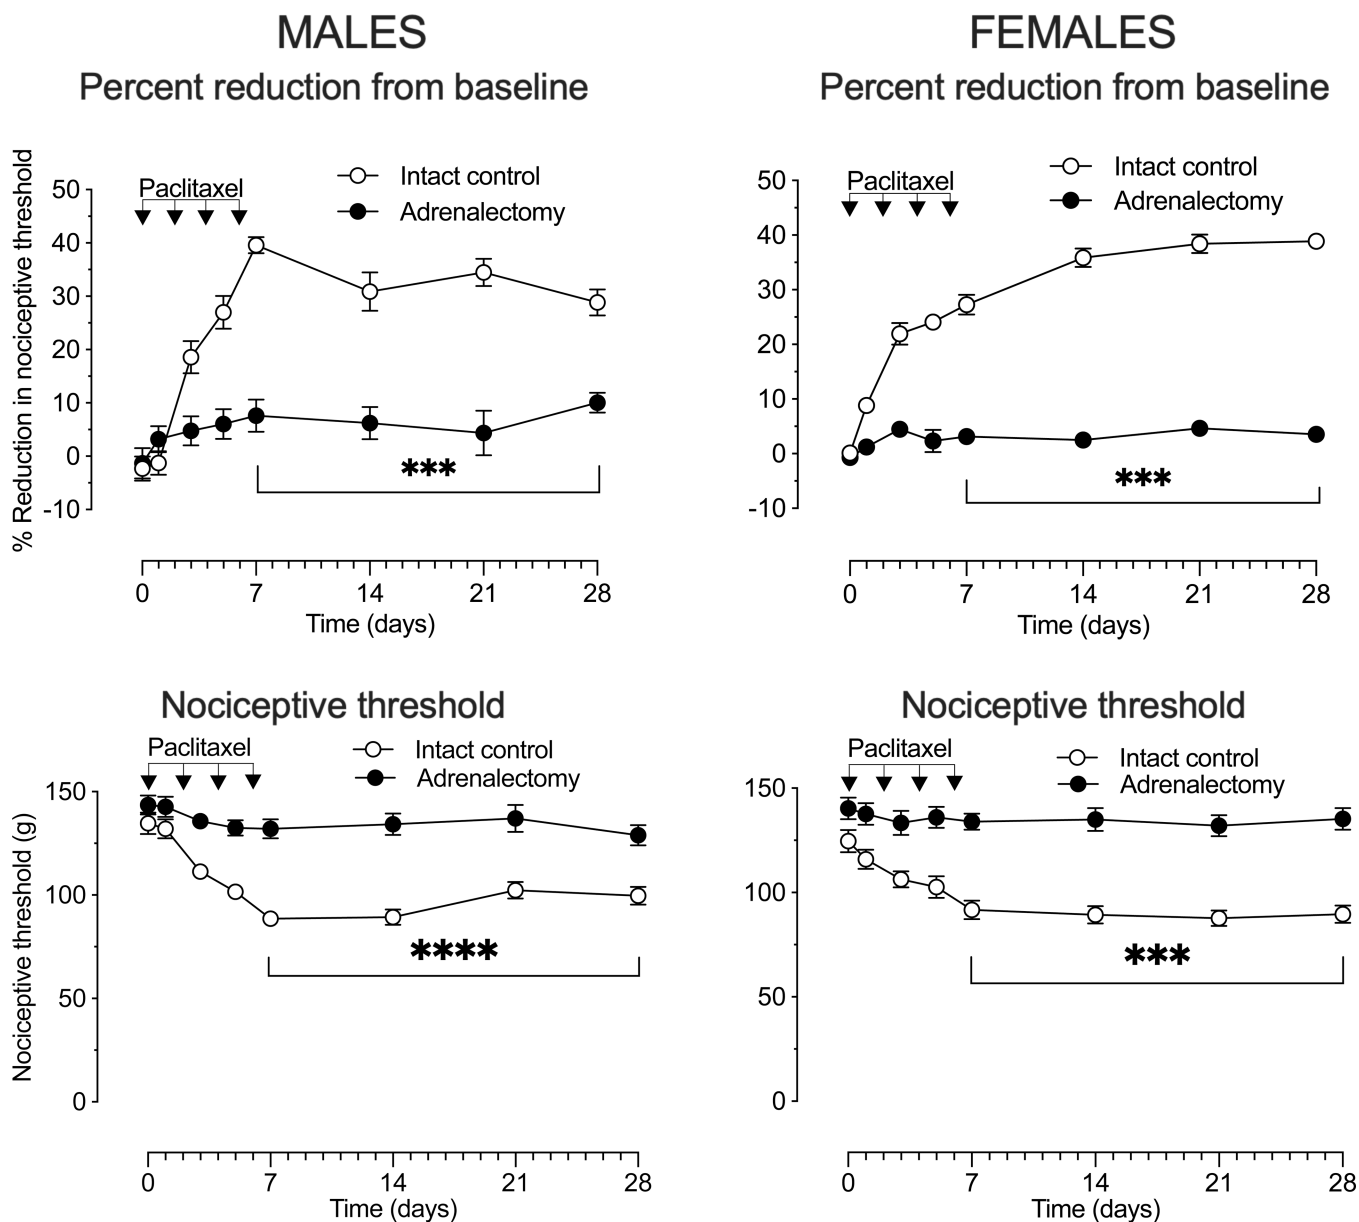 MALES
Percent reduction from baseline
% Reduction in nociceptive threshold
50
40
30
20
10
0
-10
Paclitaxel
Intact control
Adrenalectomy
***
0 7 14 21 28
Time (days)
FEMALES
Percent reduction from baseline
50
40
30
20
10
0
-10
Paclitaxel
Intact control
Adrenalectomy
***
0 7 14 21 28
Time (days)
Nociceptive threshold
Nociceptive threshold (g)
150
100
50
0
Paclitaxel
Intact control
Adrenalectomy
****
0 7 14 21 28
Time (days)
Nociceptive threshold
150
100
50
0
Paclitaxel
Intact control
Adrenalectomy
***
0 7 14 21 28
Time (days)